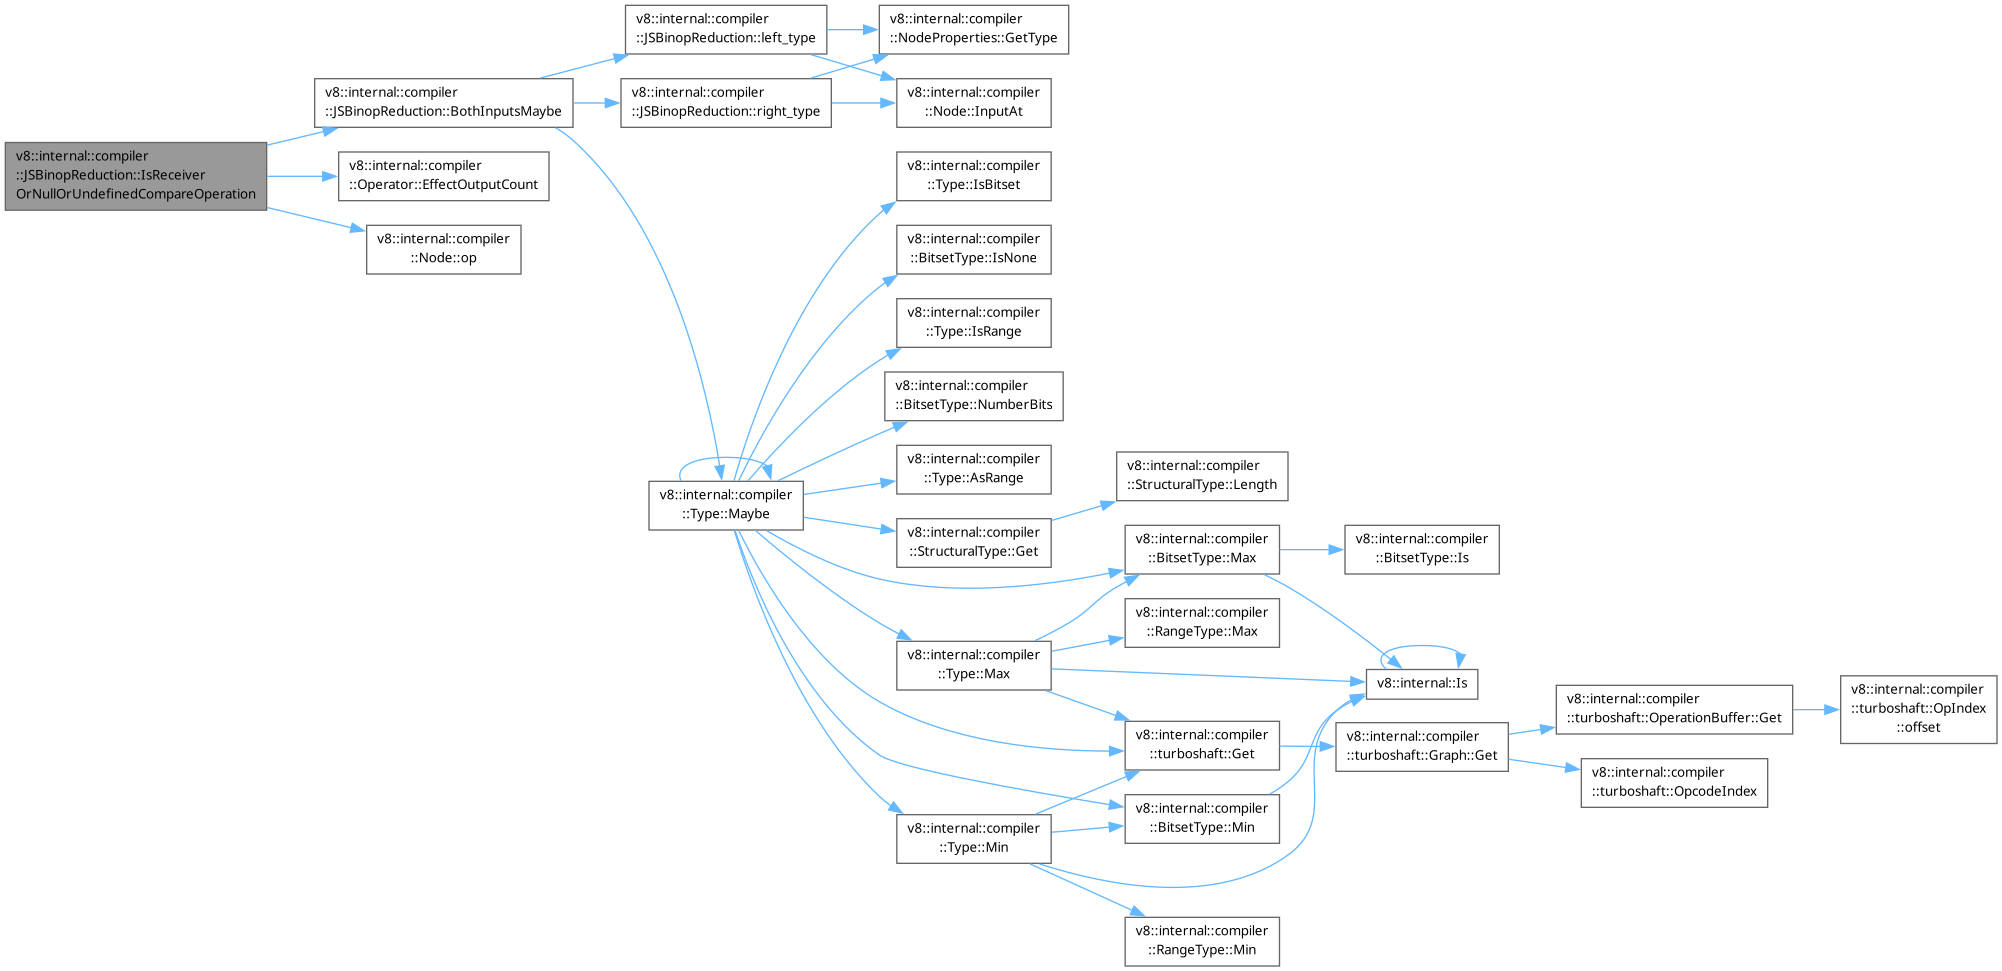 v8::internal::compiler
::JSBinopReduction::IsReceiver
OrNullOrUndefinedCompareOperation
v8::internal::compiler
::JSBinopReduction::BothInputsMaybe
v8::internal::compiler
::Operator::EffectOutputCount
v8::internal::compiler
::Node::op
v8::internal::compiler
::JSBinopReduction::left_type
v8::internal::compiler
::JSBinopReduction::right_type
v8::internal::compiler
::Type::Maybe
v8::internal::compiler
::NodeProperties::GetType
v8::internal::compiler
::Node::InputAt
v8::internal::compiler
::Type::IsBitset
v8::internal::compiler
::BitsetType::IsNone
v8::internal::compiler
::Type::IsRange
v8::internal::compiler
::BitsetType::NumberBits
v8::internal::compiler
::Type::AsRange
v8::internal::compiler
::StructuralType::Get
v8::internal::compiler
::Type::Max
v8::internal::compiler
::Type::Min
v8::internal::compiler
::StructuralType::Length
v8::internal::compiler
::BitsetType::Max
v8::internal::compiler
::RangeType::Max
v8::internal::compiler
::turboshaft::Get
v8::internal::compiler
::BitsetType::Min
v8::internal::compiler
::RangeType::Min
v8::internal::compiler
::BitsetType::Is
v8::internal::Is
v8::internal::compiler
::turboshaft::Graph::Get
v8::internal::compiler
::turboshaft::OperationBuffer::Get
v8::internal::compiler
::turboshaft::OpcodeIndex
v8::internal::compiler
::turboshaft::OpIndex
::offset